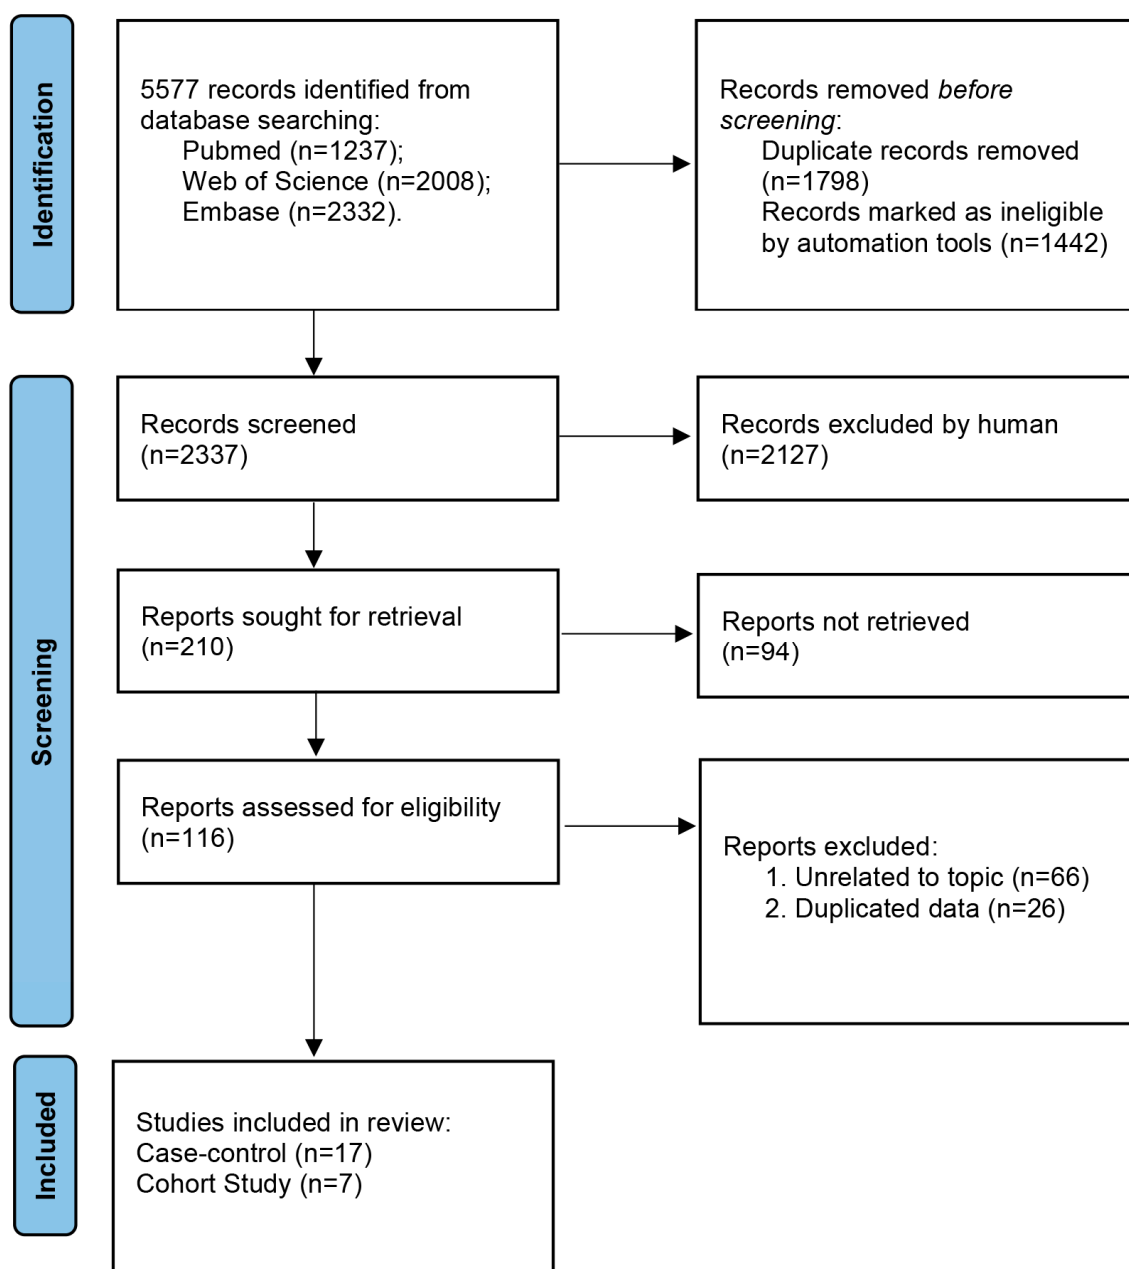 Identification
5577 records identified from
database searching:
Pubmed (n=1237);
Web of Science (n=2008);
Embase (n=2332).
Records removed before
screening:
Duplicate records removed
(n=1798)
Records marked as ineligible
by automation tools (n=1442)
Screening
Records screened
(n=2337)
Records excluded by human
(n=2127)
Reports sought for retrieval
(n=210)
Reports not retrieved
(n=94)
Reports assessed for eligibility
(n=116)
Reports excluded:
1. Unrelated to topic (n=66)
2. Duplicated data (n=26)
Included
Studies included in review:
Case-control (n=17)
Cohort Study (n=7)